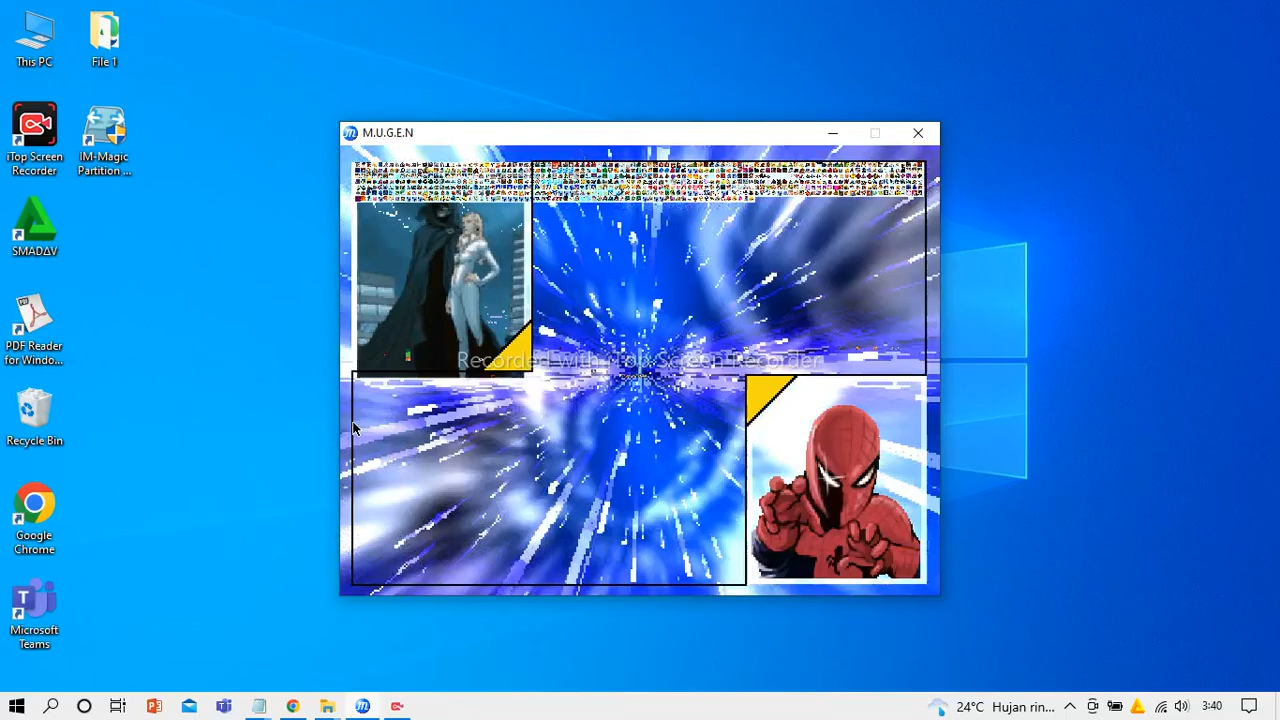 This PC
File 1
iTop Screen
Recorder
IM-Magic
Partition ...
SMADΔV
PDF Reader
for Windo...
Recycle Bin
Google
Chrome
Microsoft
Teams
M.U.G.E.N
Recorded with iTop Screen Recorder
24°C Hujan rin...
3:40